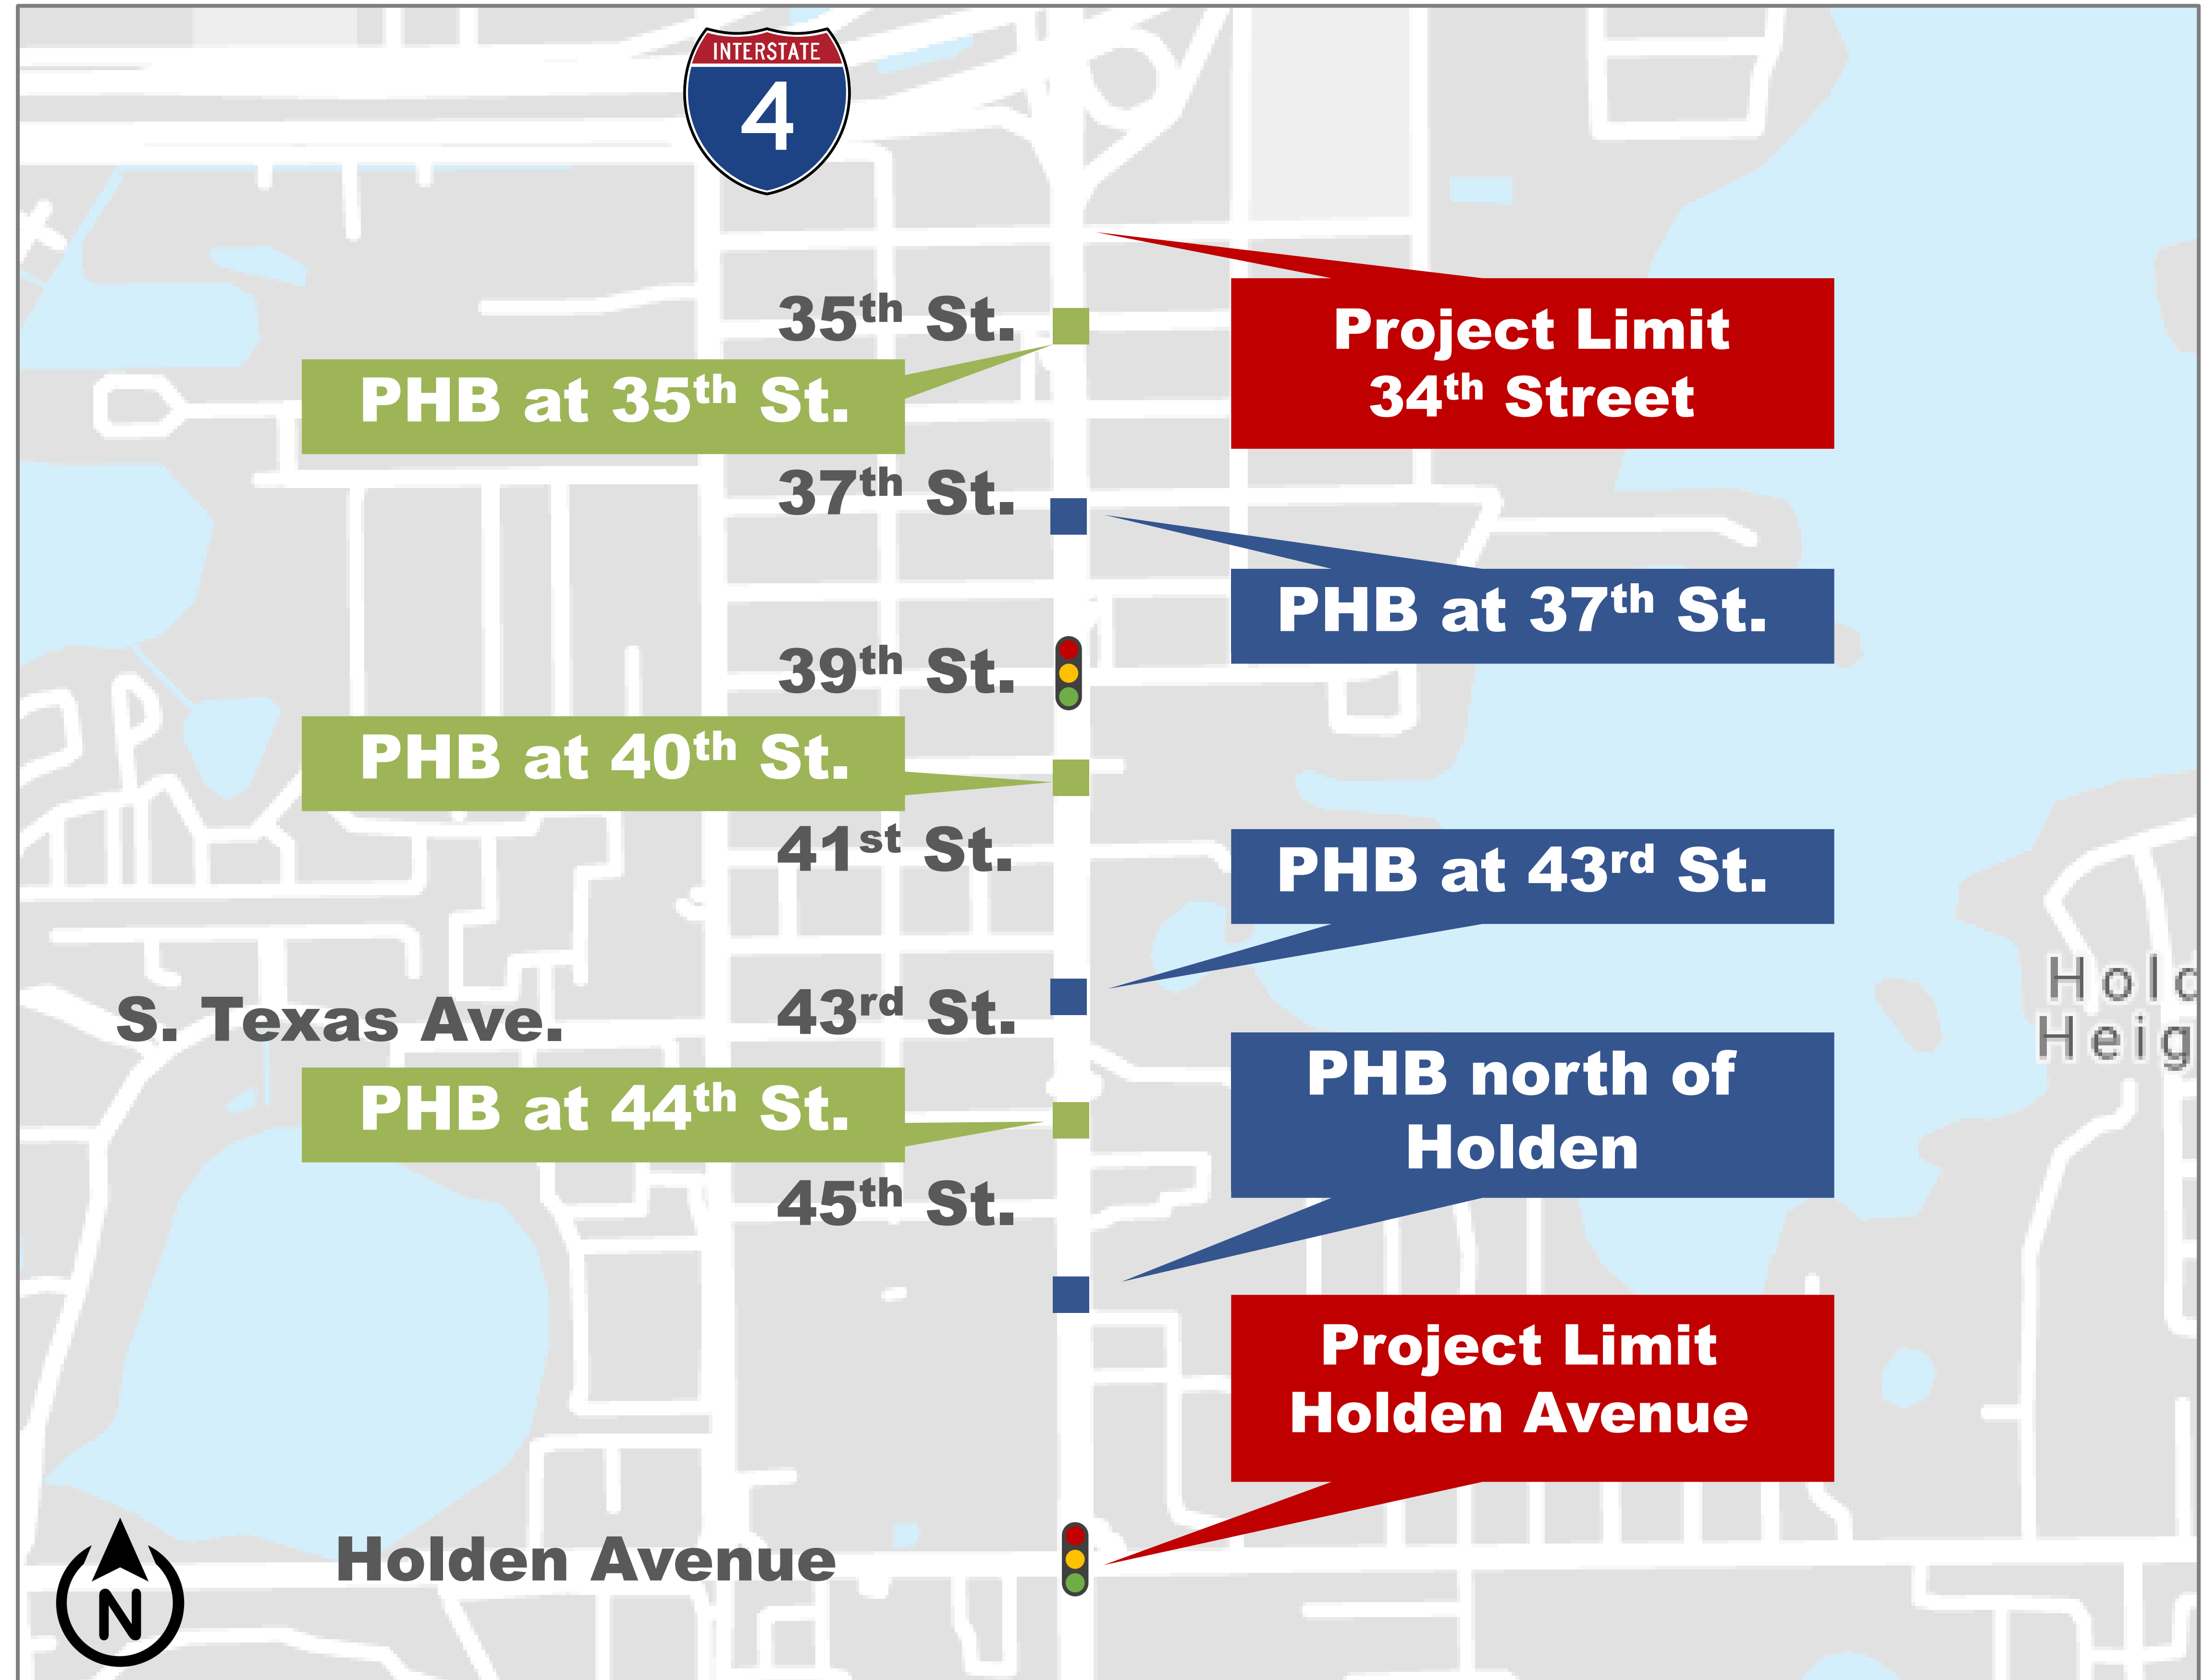 INTERSTATE
4
35th St.
Project Limit
34th Street
PHB at 35th St.
37th St.
PHB at 37th St.
39th St.
PHB at 40th St.
41st St.
PHB at 43rd St.
S. Texas Ave.
43rd St.
Hold
Heig
PHB north of
Holden
PHB at 44th St.
45th St.
Project Limit
Holden Avenue
Holden Avenue
N